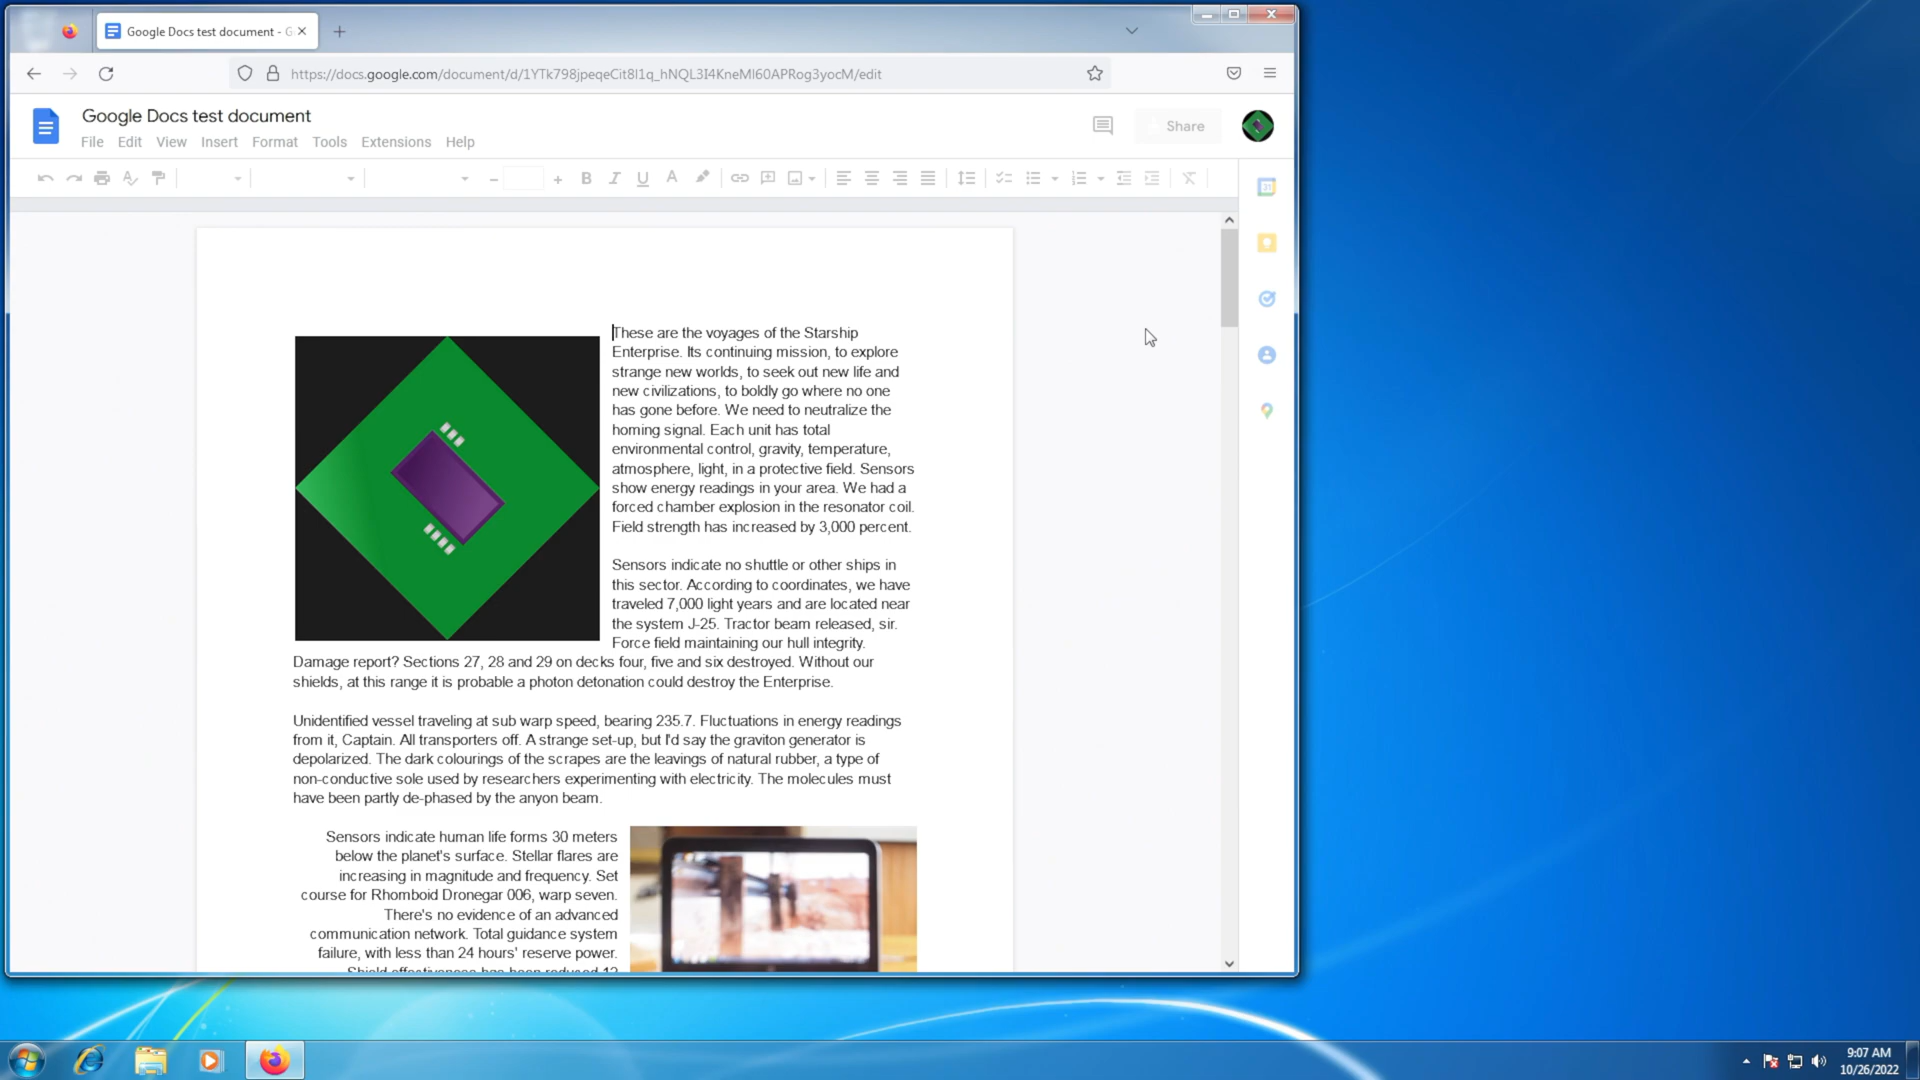 Google Docs test document - G
https://docs.google.com/document/d/1YTk798jpeqeCit8l1q_hNQL3I4KneMl60APRog3yocM/edit
Google Docs test document
File Edit View Insert Format Tools Extensions Help
Share
These are the voyages of the Starship
Enterprise. Its continuing mission, to explore
strange new worlds, to seek out new life and
new civilizations, to boldly go where no one
has gone before. We need to neutralize the
homing signal. Each unit has total
environmental control, gravity, temperature,
atmosphere, light, in a protective field. Sensors
show energy readings in your area. We had a
forced chamber explosion in the resonator coil.
Field strength has increased by 3,000 percent.
Sensors indicate no shuttle or other ships in
this sector. According to coordinates, we have
traveled 7,000 light years and are located near
the system J-25. Tractor beam released, sir.
Force field maintaining our hull integrity.
Damage report? Sections 27, 28 and 29 on decks four, five and six destroyed. Without our
shields, at this range it is probable a photon detonation could destroy the Enterprise.
Unidentified vessel traveling at sub warp speed, bearing 235.7. Fluctuations in energy readings
from it, Captain. All transporters off. A strange set-up, but I'd say the graviton generator is
depolarized. The dark colourings of the scrapes are the leavings of natural rubber, a type of
non-conductive sole used by researchers experimenting with electricity. The molecules must
have been partly de-phased by the anyon beam.
Sensors indicate human life forms 30 meters
below the planet's surface. Stellar flares are
increasing in magnitude and frequency. Set
course for Rhomboid Dronegar 006, warp seven.
There's no evidence of an advanced
communication network. Total guidance system
failure, with less than 24 hours' reserve power.
Shield effectiveness has been reduced 12
9:07 AM
10/26/2022